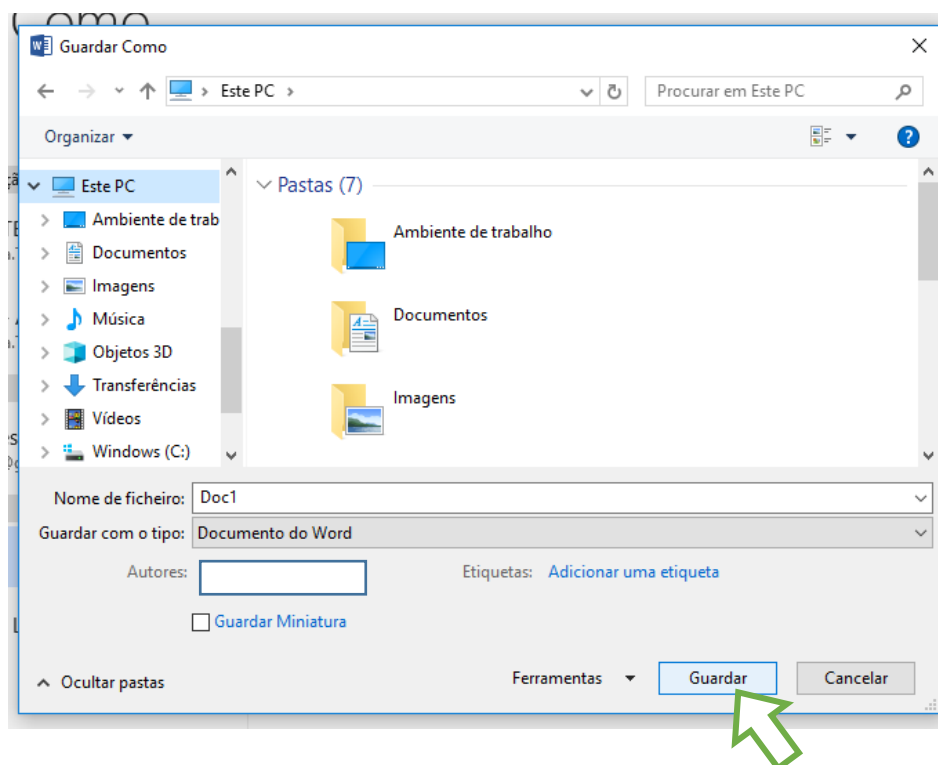 Guardar Como
Este PC
Procurar em Este PC
Organizar
Este PC
Ambiente de trab
Documentos
Imagens
Música
Objetos 3D
Transferências
Vídeos
Windows (C:)
Pastas (7)
Ambiente de trabalho
Documentos
Imagens
Nome de ficheiro: Doc1
Guardar com o tipo: Documento do Word
Autores: Etiquetas: Adicionar uma etiqueta
Guardar Miniatura
Ocultar pastas Ferramentas Guardar Cancelar